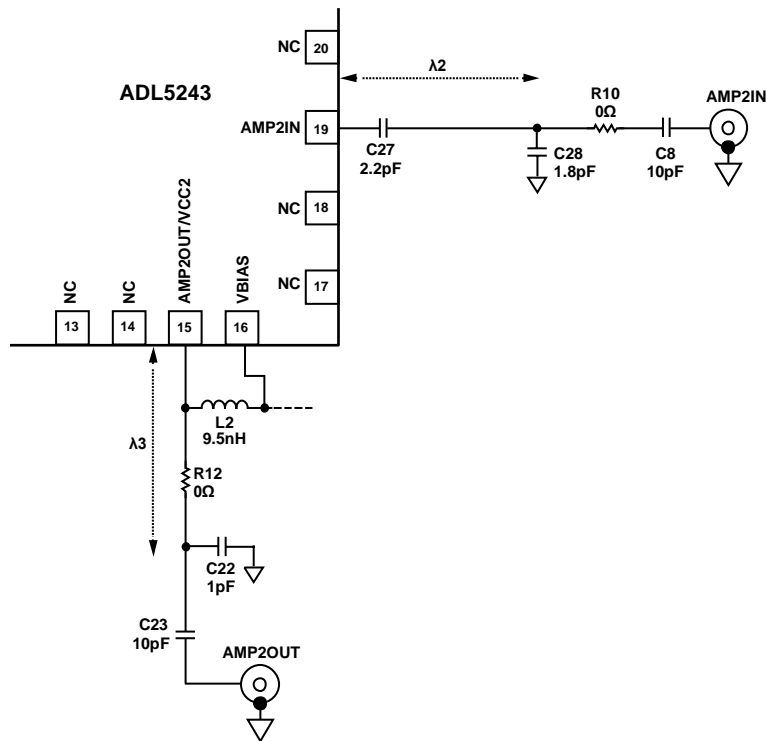 NC
20
ADL5243
λ2
R10
0Ω
AMP2IN
AMP2IN
19
C27
2.2pF
C28
1.8pF
C8
10pF
NC
18
NC
17
NC
NC
AMP2OUT/VCC2
VBIAS
13
14
15
16
λ3
L2
9.5nH
R12
0Ω
C22
1pF
C23
10pF
AMP2OUT